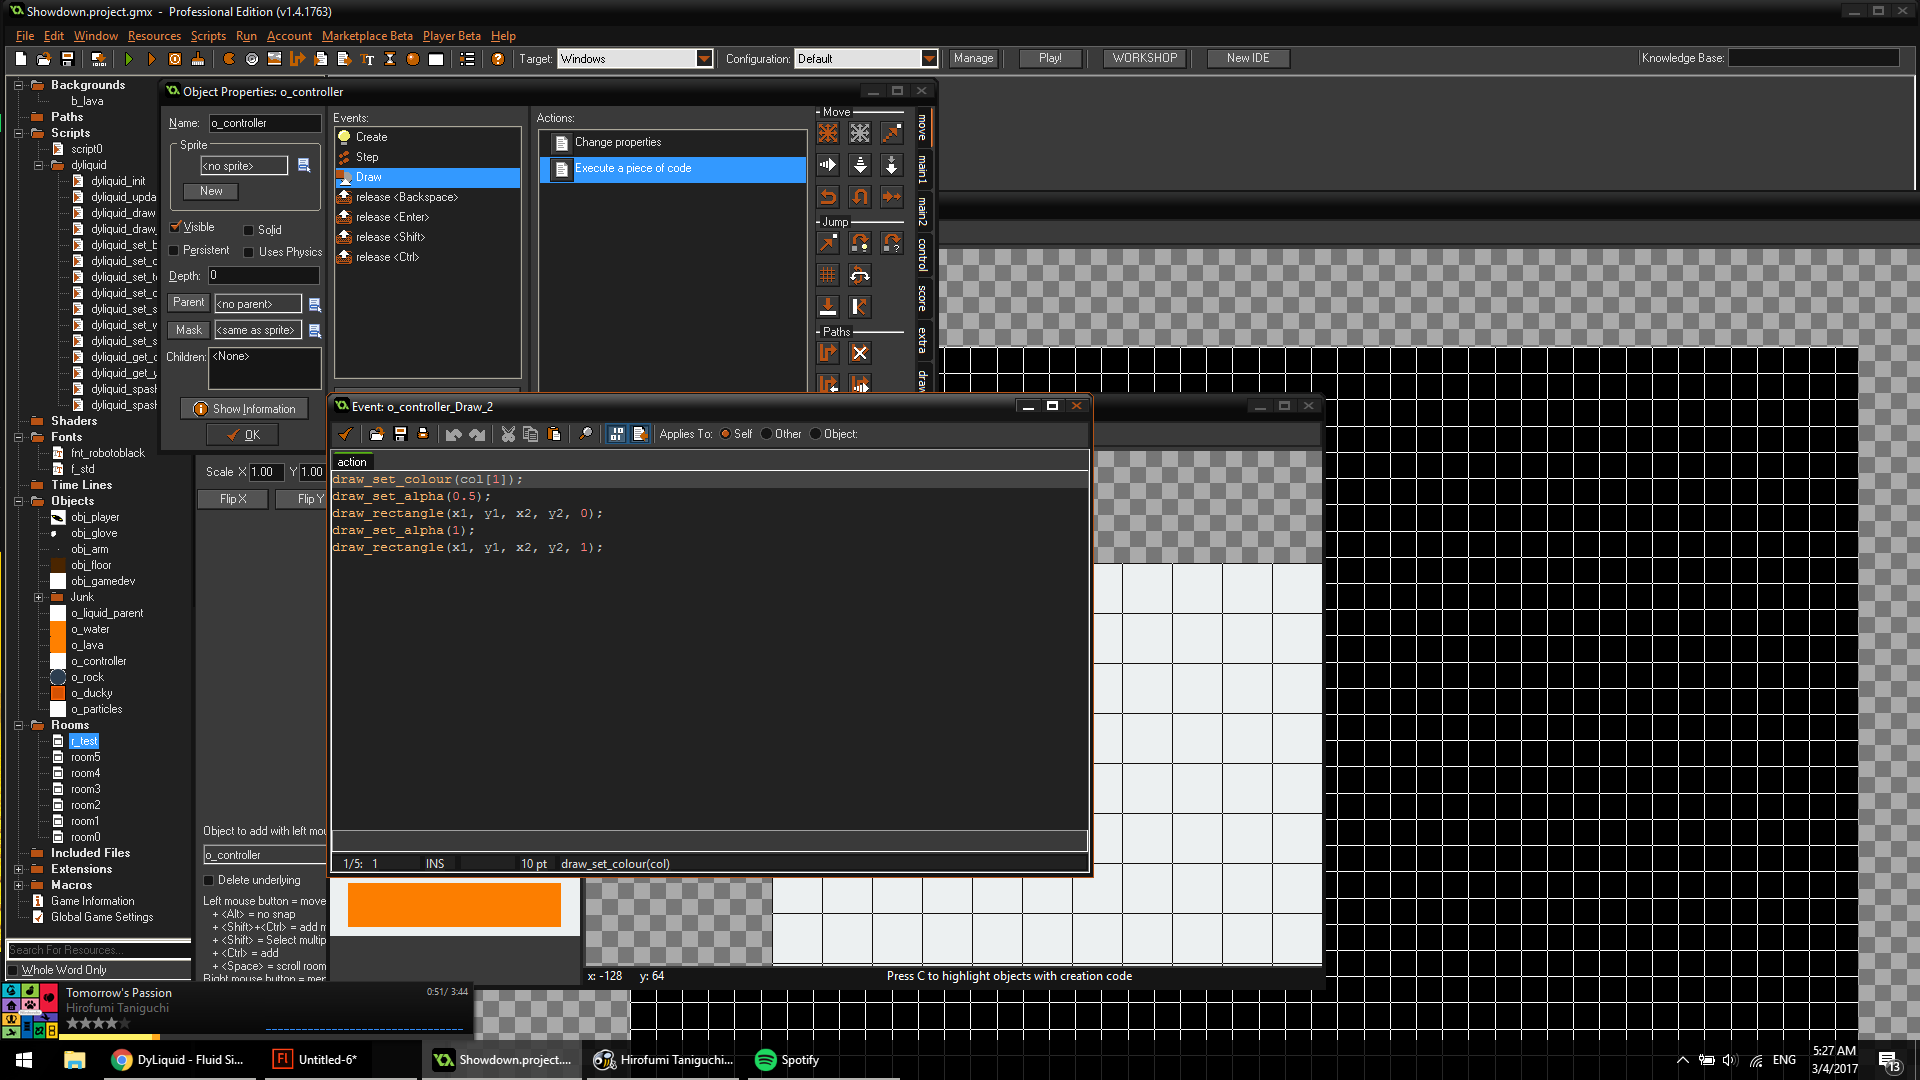 Showdown.project.gmx - Professional Edition (v1.4.1763)
File Edit Window Resources Scripts Run Account Marketplace Beta Player Beta Help
Target: Windows Configuration: Default Manage Play! WORKSHOP New IDE Knowledge Base:
Backgrounds
b_lava
Paths
Scripts
script0
dyliquid
dyliquid_init
dyliquid_upda
dyliquid_draw
dyliquid_draw_
dyliquid_set_b
dyliquid_set_c
dyliquid_set_t
dyliquid_set_c
dyliquid_set_s
dyliquid_set_v
dyliquid_set_s
dyliquid_get_c
dyliquid_get_y
dyliquid_spash
dyliquid_spash
Shaders
Fonts
fnt_robotoblack
f_std
Time Lines
Objects
obj_player
obj_glove
obj_arm
obj_floor
obj_gamedev
Junk
o_liquid_parent
o_water
o_lava
o_controller
o_rock
o_ducky
o_particles
Rooms
r_test
room5
room4
room3
room2
room1
room0
Included Files
Extensions
Macros
Game Information
Global Game Settings
Search For Resources...
Whole Word Only
Object Properties: o_controller
Name: o_controller
Sprite
<no sprite>
New
Visible Solid
Persistent Uses Physics
Depth: 0
Parent <no parent>
Mask <same as sprite>
Children: <None>
Show Information
OK
Events:
Create
Step
Draw
release <Backspace>
release <Enter>
release <Shift>
release <Ctrl>
Actions:
Change properties
Execute a piece of code
Move
Jump
Paths
move
main1
main2
control
score
extra
draw
Scale X 1.00 Y 1.00
Flip X Flip Y
Object to add with left mou
o_controller
Delete underlying
Left mouse button = move
+ <Alt> = no snap
+ <Shift>+<Ctrl> = add m
+ <Shift> = Select multip
+ <Ctrl> = add
+ <Space> = scroll room
Event: o_controller_Draw_2
Applies To: Self Other Object:
action
draw_set_colour(col[1]);
draw_set_alpha(0.5);
draw_rectangle(x1, y1, x2, y2, 0);
draw_set_alpha(1);
draw_rectangle(x1, y1, x2, y2, 1);
1/5: 1 INS 10 pt draw_set_colour(col)
x: -128 y: 64 Press C to highlight objects with creation code
Tomorrow's Passion 0:51/ 3:44
Hirofumi Taniguchi
DyLiquid - Fluid Si...
Untitled-6*
Showdown.project....
Hirofumi Taniguchi...
Spotify
ENG
5:27 AM
3/4/2017
13